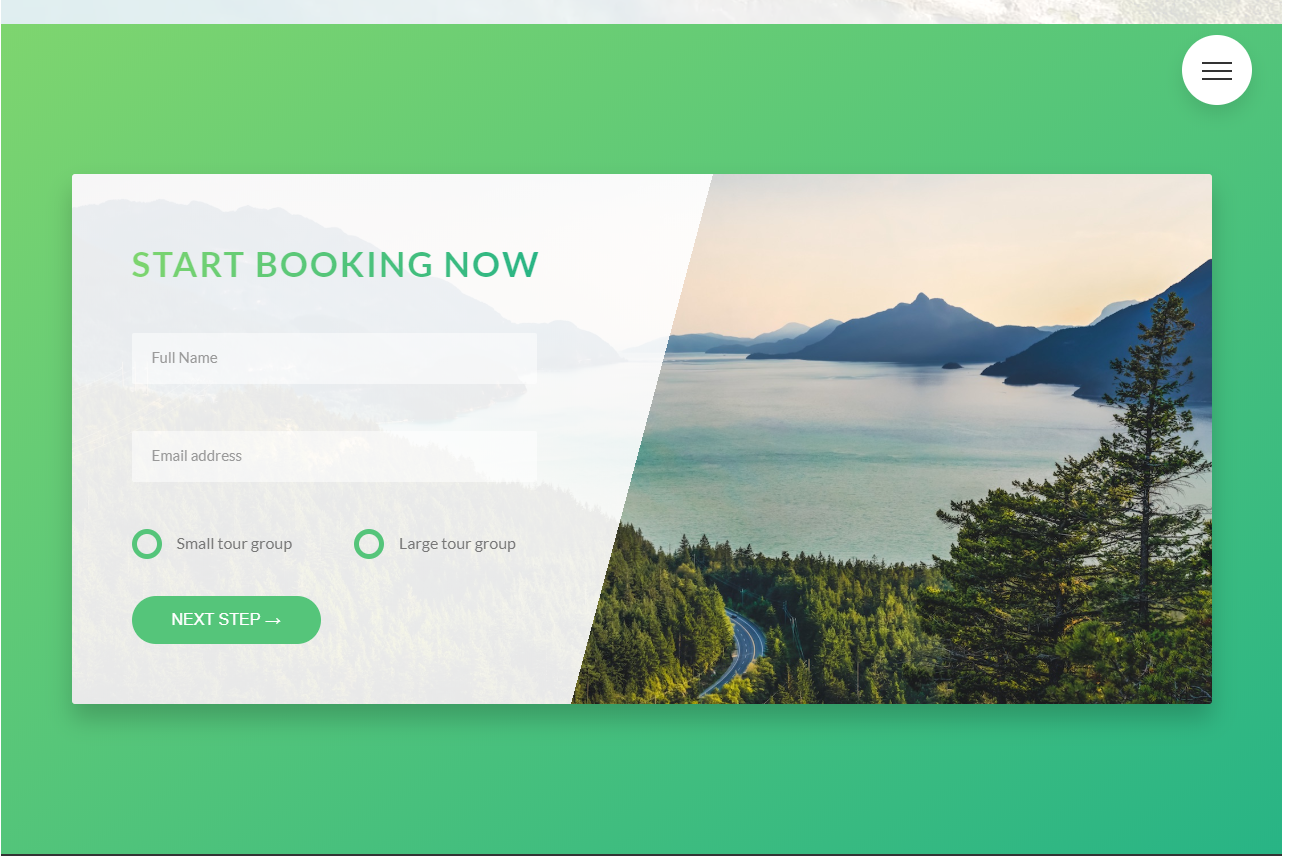 START BOOKING NOW
Full Name
Email address
Small tour group Large tour group
NEXT STEP →